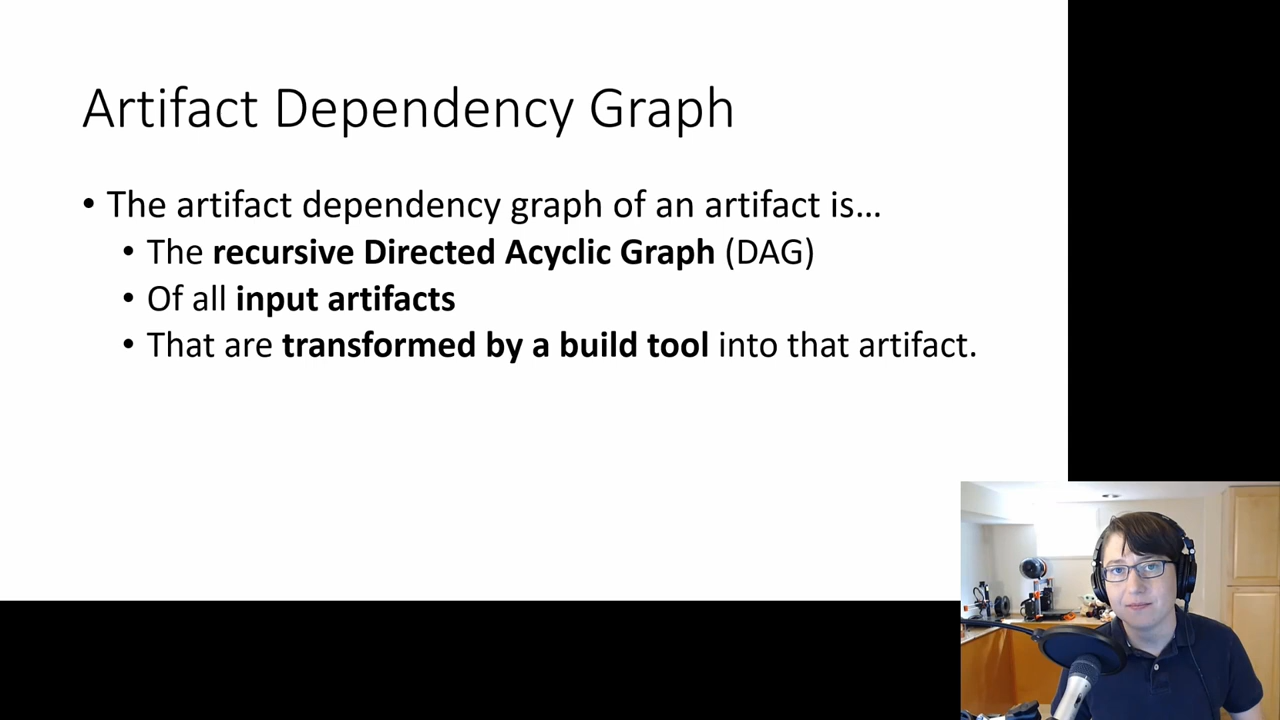 Artifact Dependency Graph
• The artifact dependency graph of an artifact is…
• The recursive Directed Acyclic Graph (DAG)
• Of all input artifacts
• That are transformed by a build tool into that artifact.